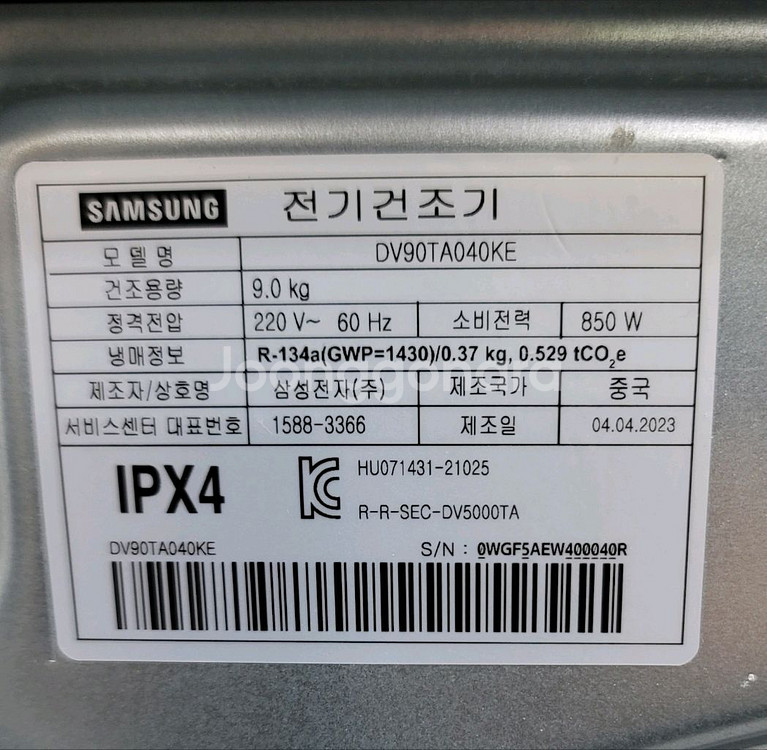 SAMSUNG 전기건조기
모델명 DV90TA040KE
건조용량 9.0 kg
정격전압 220 V~ 60 Hz 소비전력 850 W
냉매정보 R-134a(GWP=1430)/0.37 kg, 0.529 tCO₂e
Joonggonara
제조자/상호명 삼성전자(주) 제조국가 중국
서비스센터 대표번호 1588-3366 제조일 04.04.2023
IPX4 HU071431-21025
R-R-SEC-DV5000TA
DV90TA040KE S/N : 0WGF5AEW400040R